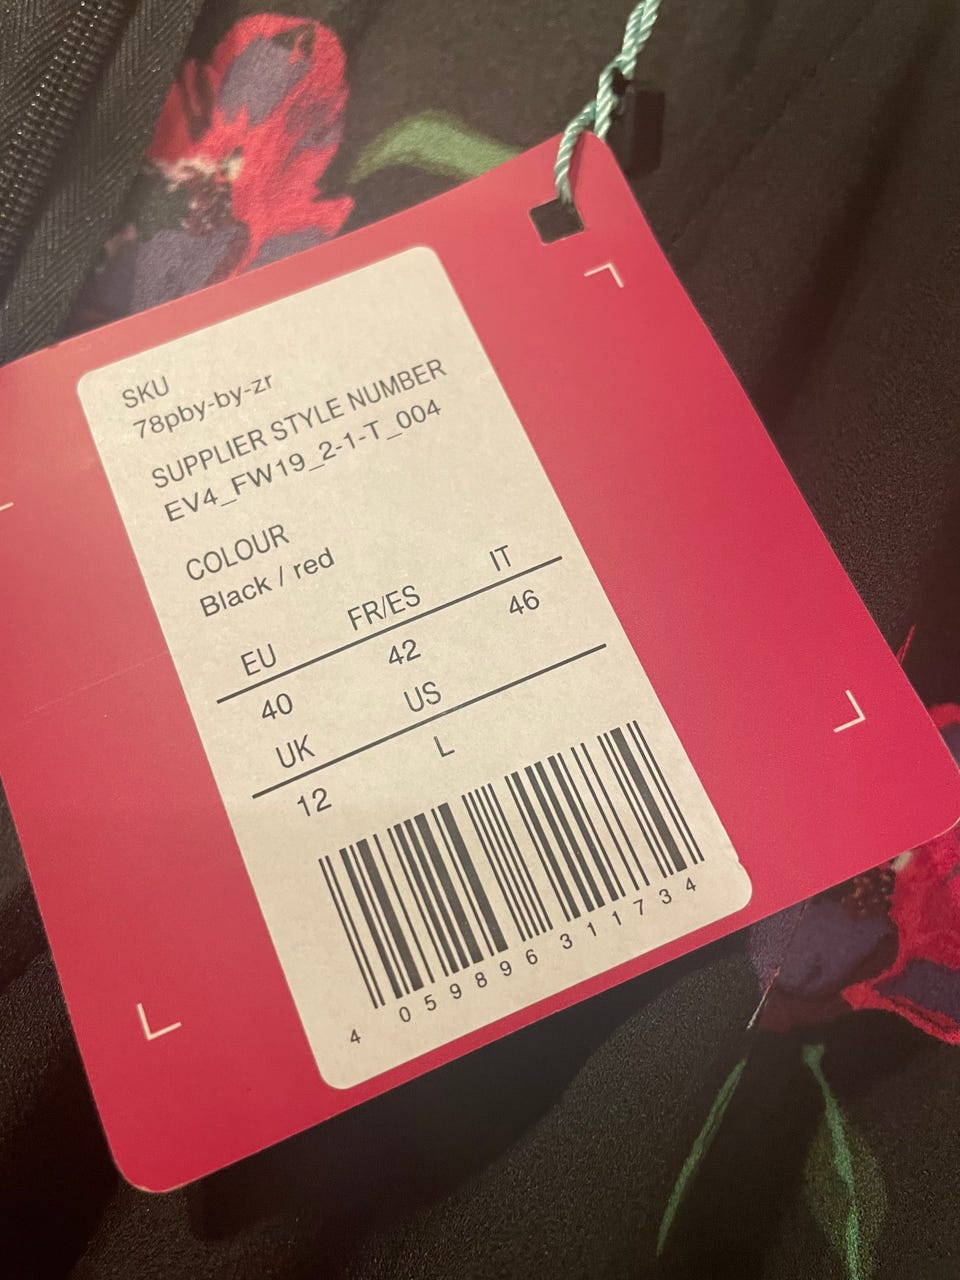 SKU
78pby-by-zr
SUPPLIER STYLE NUMBER
EV4_FW19_2-1-T_004
COLOUR
Black / red
EU FR/ES IT
40 42 46
UK US
12 L
4 059896 311734